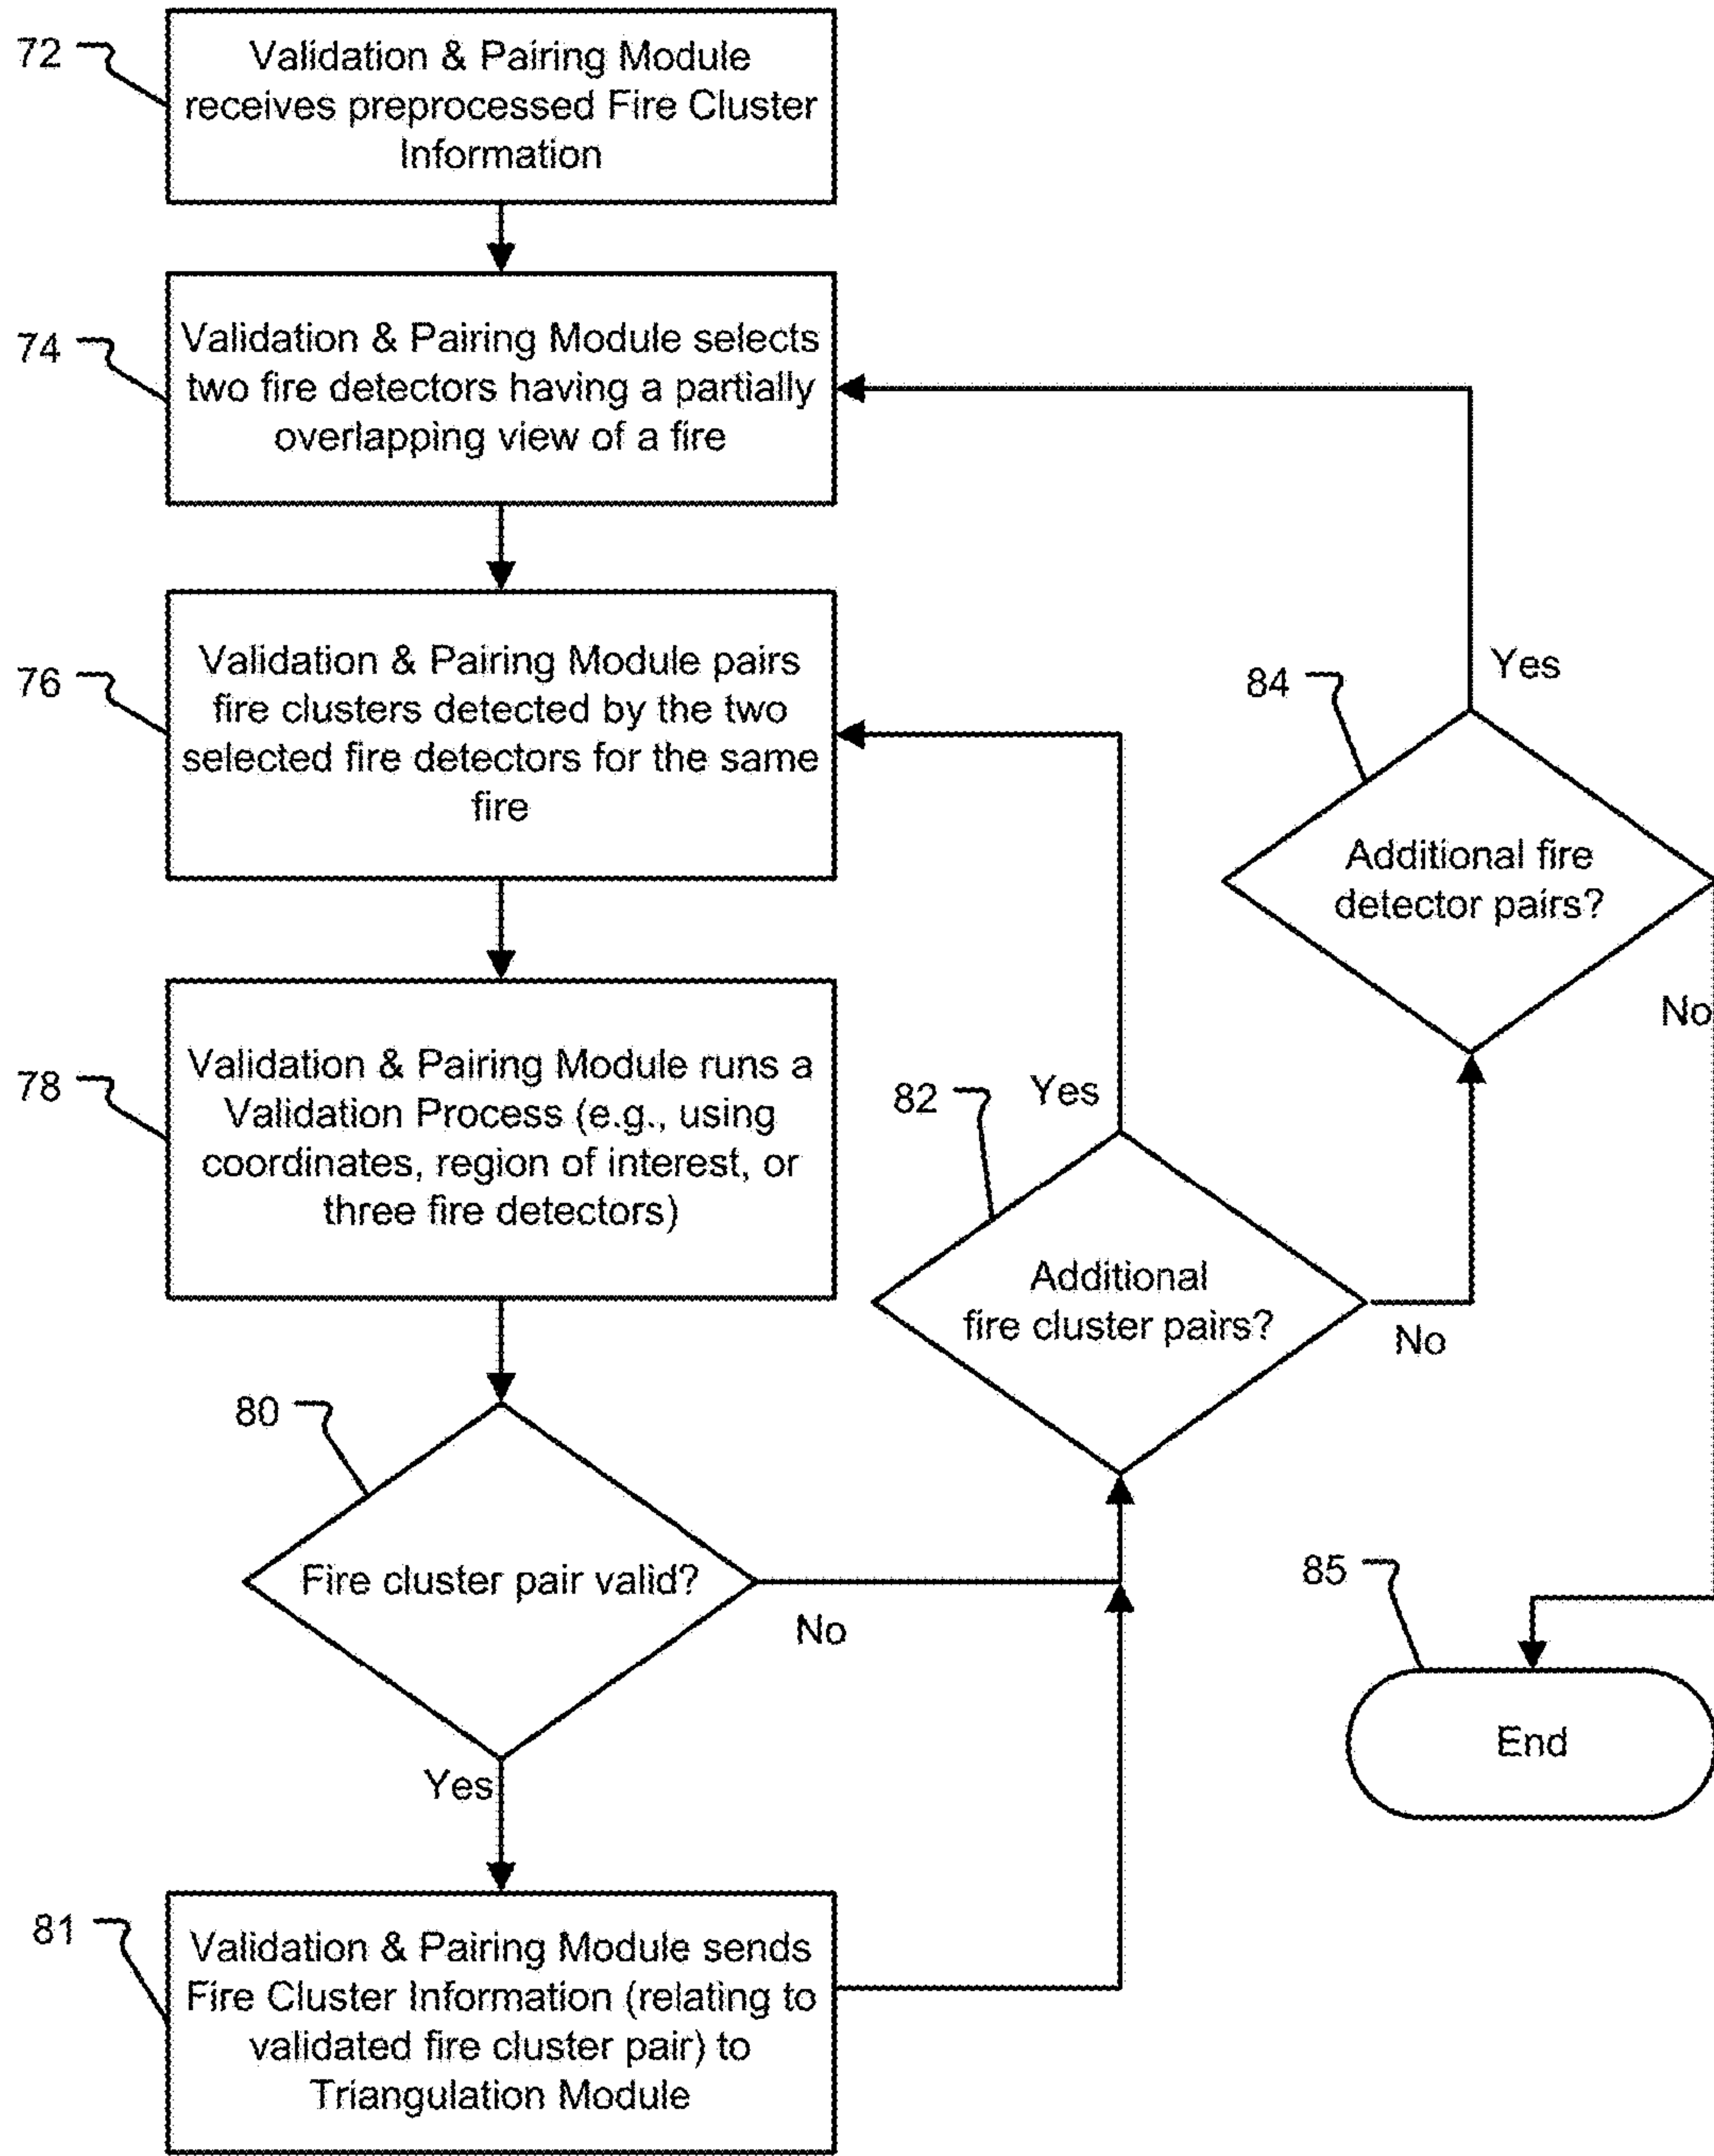 72
Validation & Pairing Module
receives preprocessed Fire Cluster
Information
74
Validation & Pairing Module selects
two fire detectors having a partially
overlapping view of a fire
76
Validation & Pairing Module pairs
fire clusters detected by the two
selected fire detectors for the same
fire
78
Validation & Pairing Module runs a
Validation Process (e.g., using
coordinates, region of interest, or
three fire detectors)
80
Fire cluster pair valid?
No
Yes
81
Validation & Pairing Module sends
Fire Cluster Information (relating to
validated fire cluster pair) to
Triangulation Module
82
Yes
Additional
fire cluster pairs?
No
84
Yes
Additional fire
detector pairs?
No
85
End